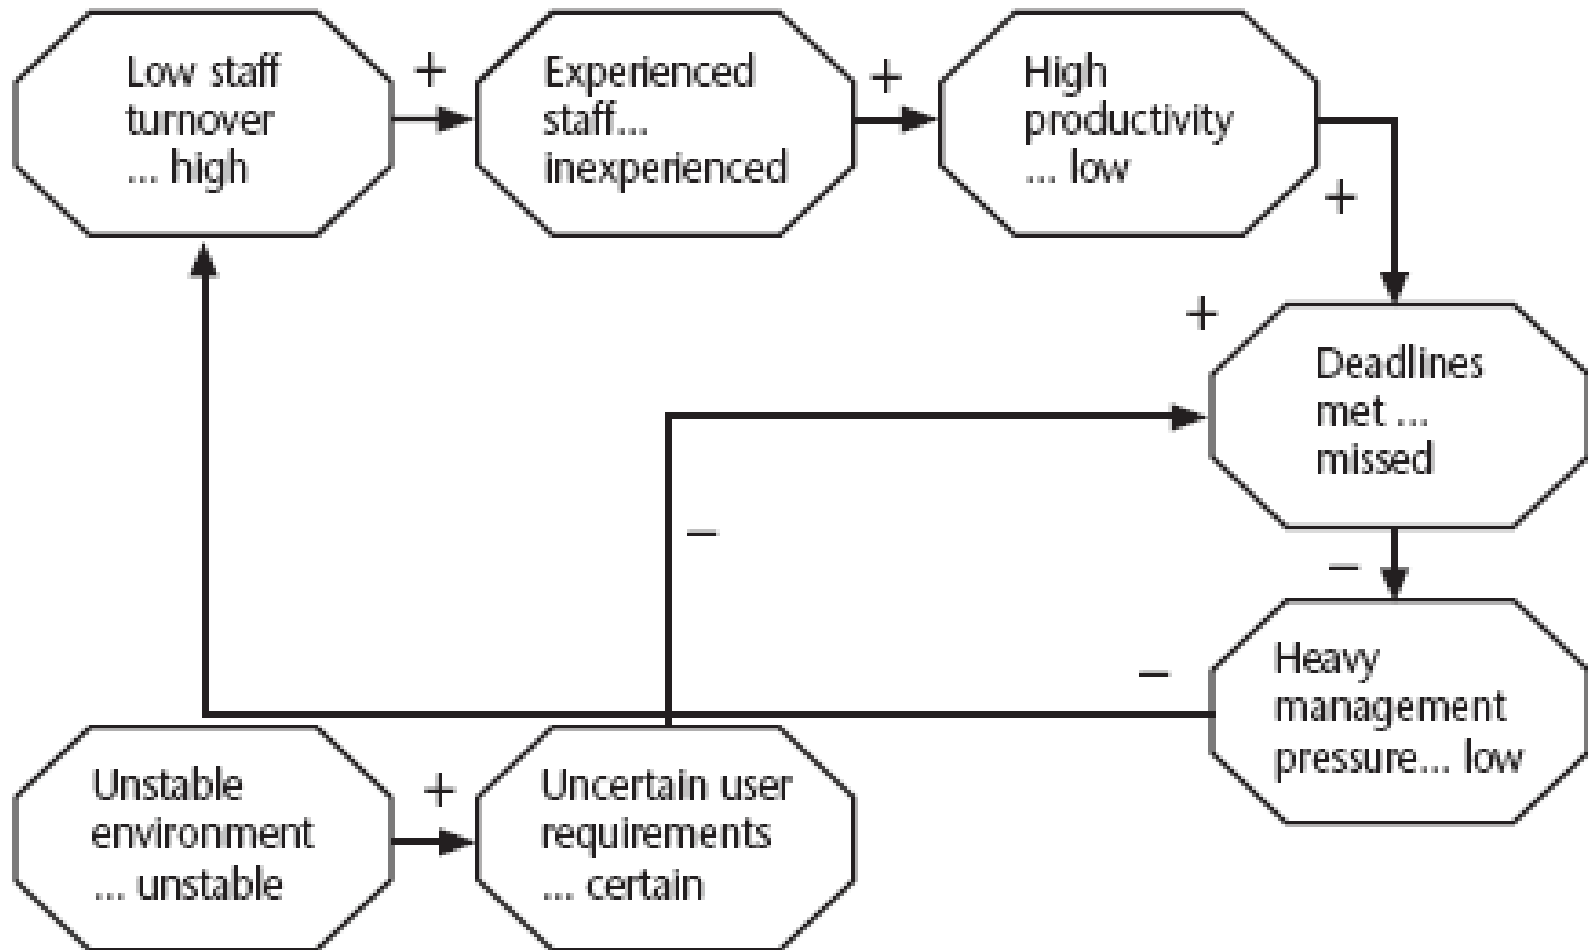 Low staff
turnover
... high
+
Experienced
staff...
inexperienced
+
High
productivity
... low
+
+
Deadlines
met ...
missed
–
–
Heavy
management
pressure... low
–
Unstable
environment
... unstable
+
Uncertain user
requirements
... certain